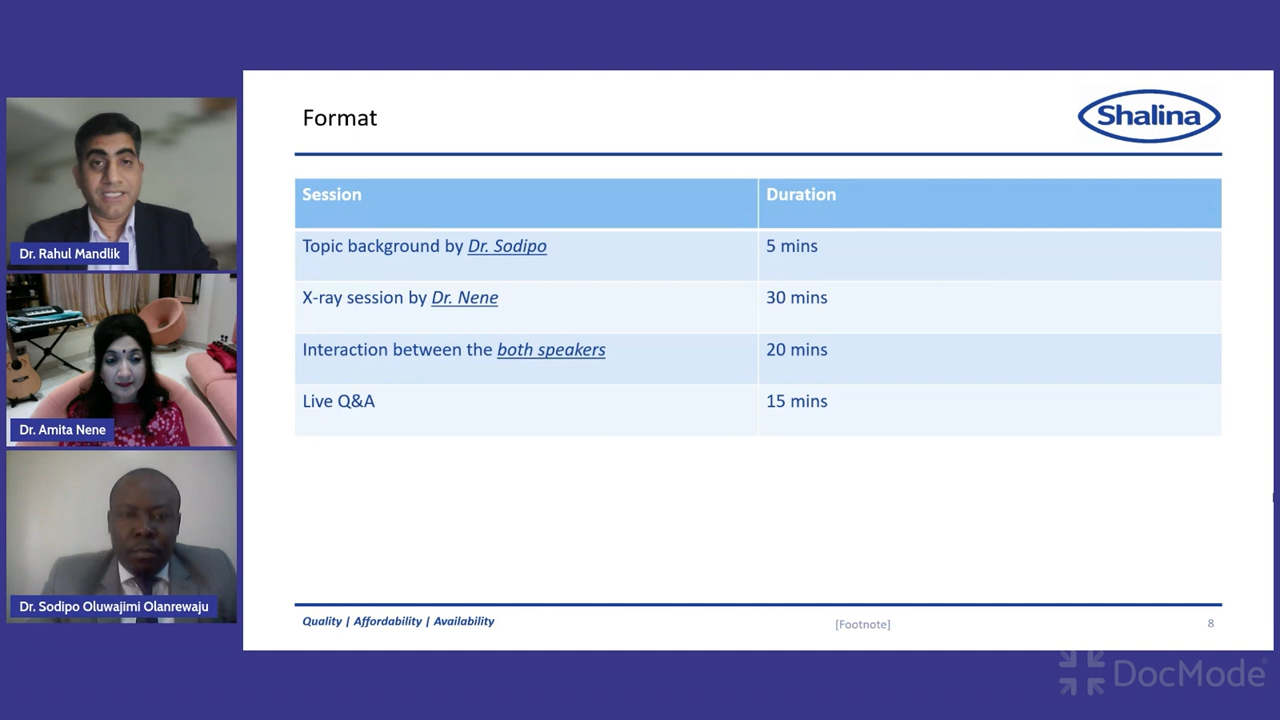 Format
Shalina
Session Duration
Topic background by Dr. Sodipo 5 mins
X-ray session by Dr. Nene 30 mins
Interaction between the both speakers 20 mins
Live Q&A 15 mins
Quality | Affordability | Availability [Footnote] 8
Dr. Rahul Mandlik
Dr. Amita Nene
Dr. Sodipo Oluwajimi Olanrewaju
DocMode